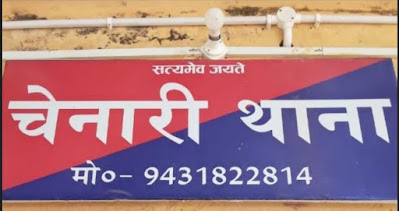 सत्यमेव जयते
चेनारी थाना
मो०- 9431822814